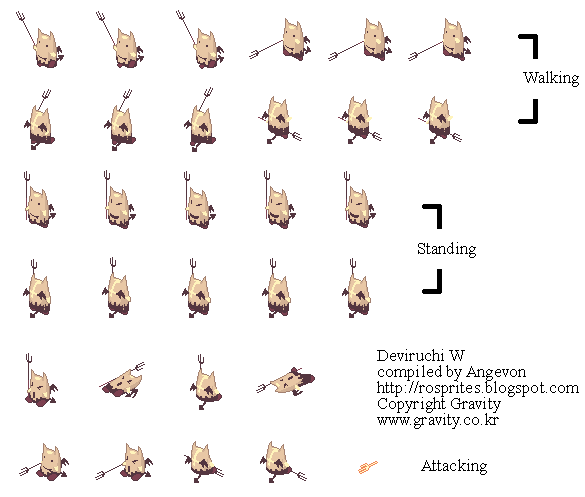 Walking
Standing
Deviruchi W
compiled by Angevon
http://rosprites.blogspot.com
Copyright Gravity
www.gravity.co.kr
Attacking